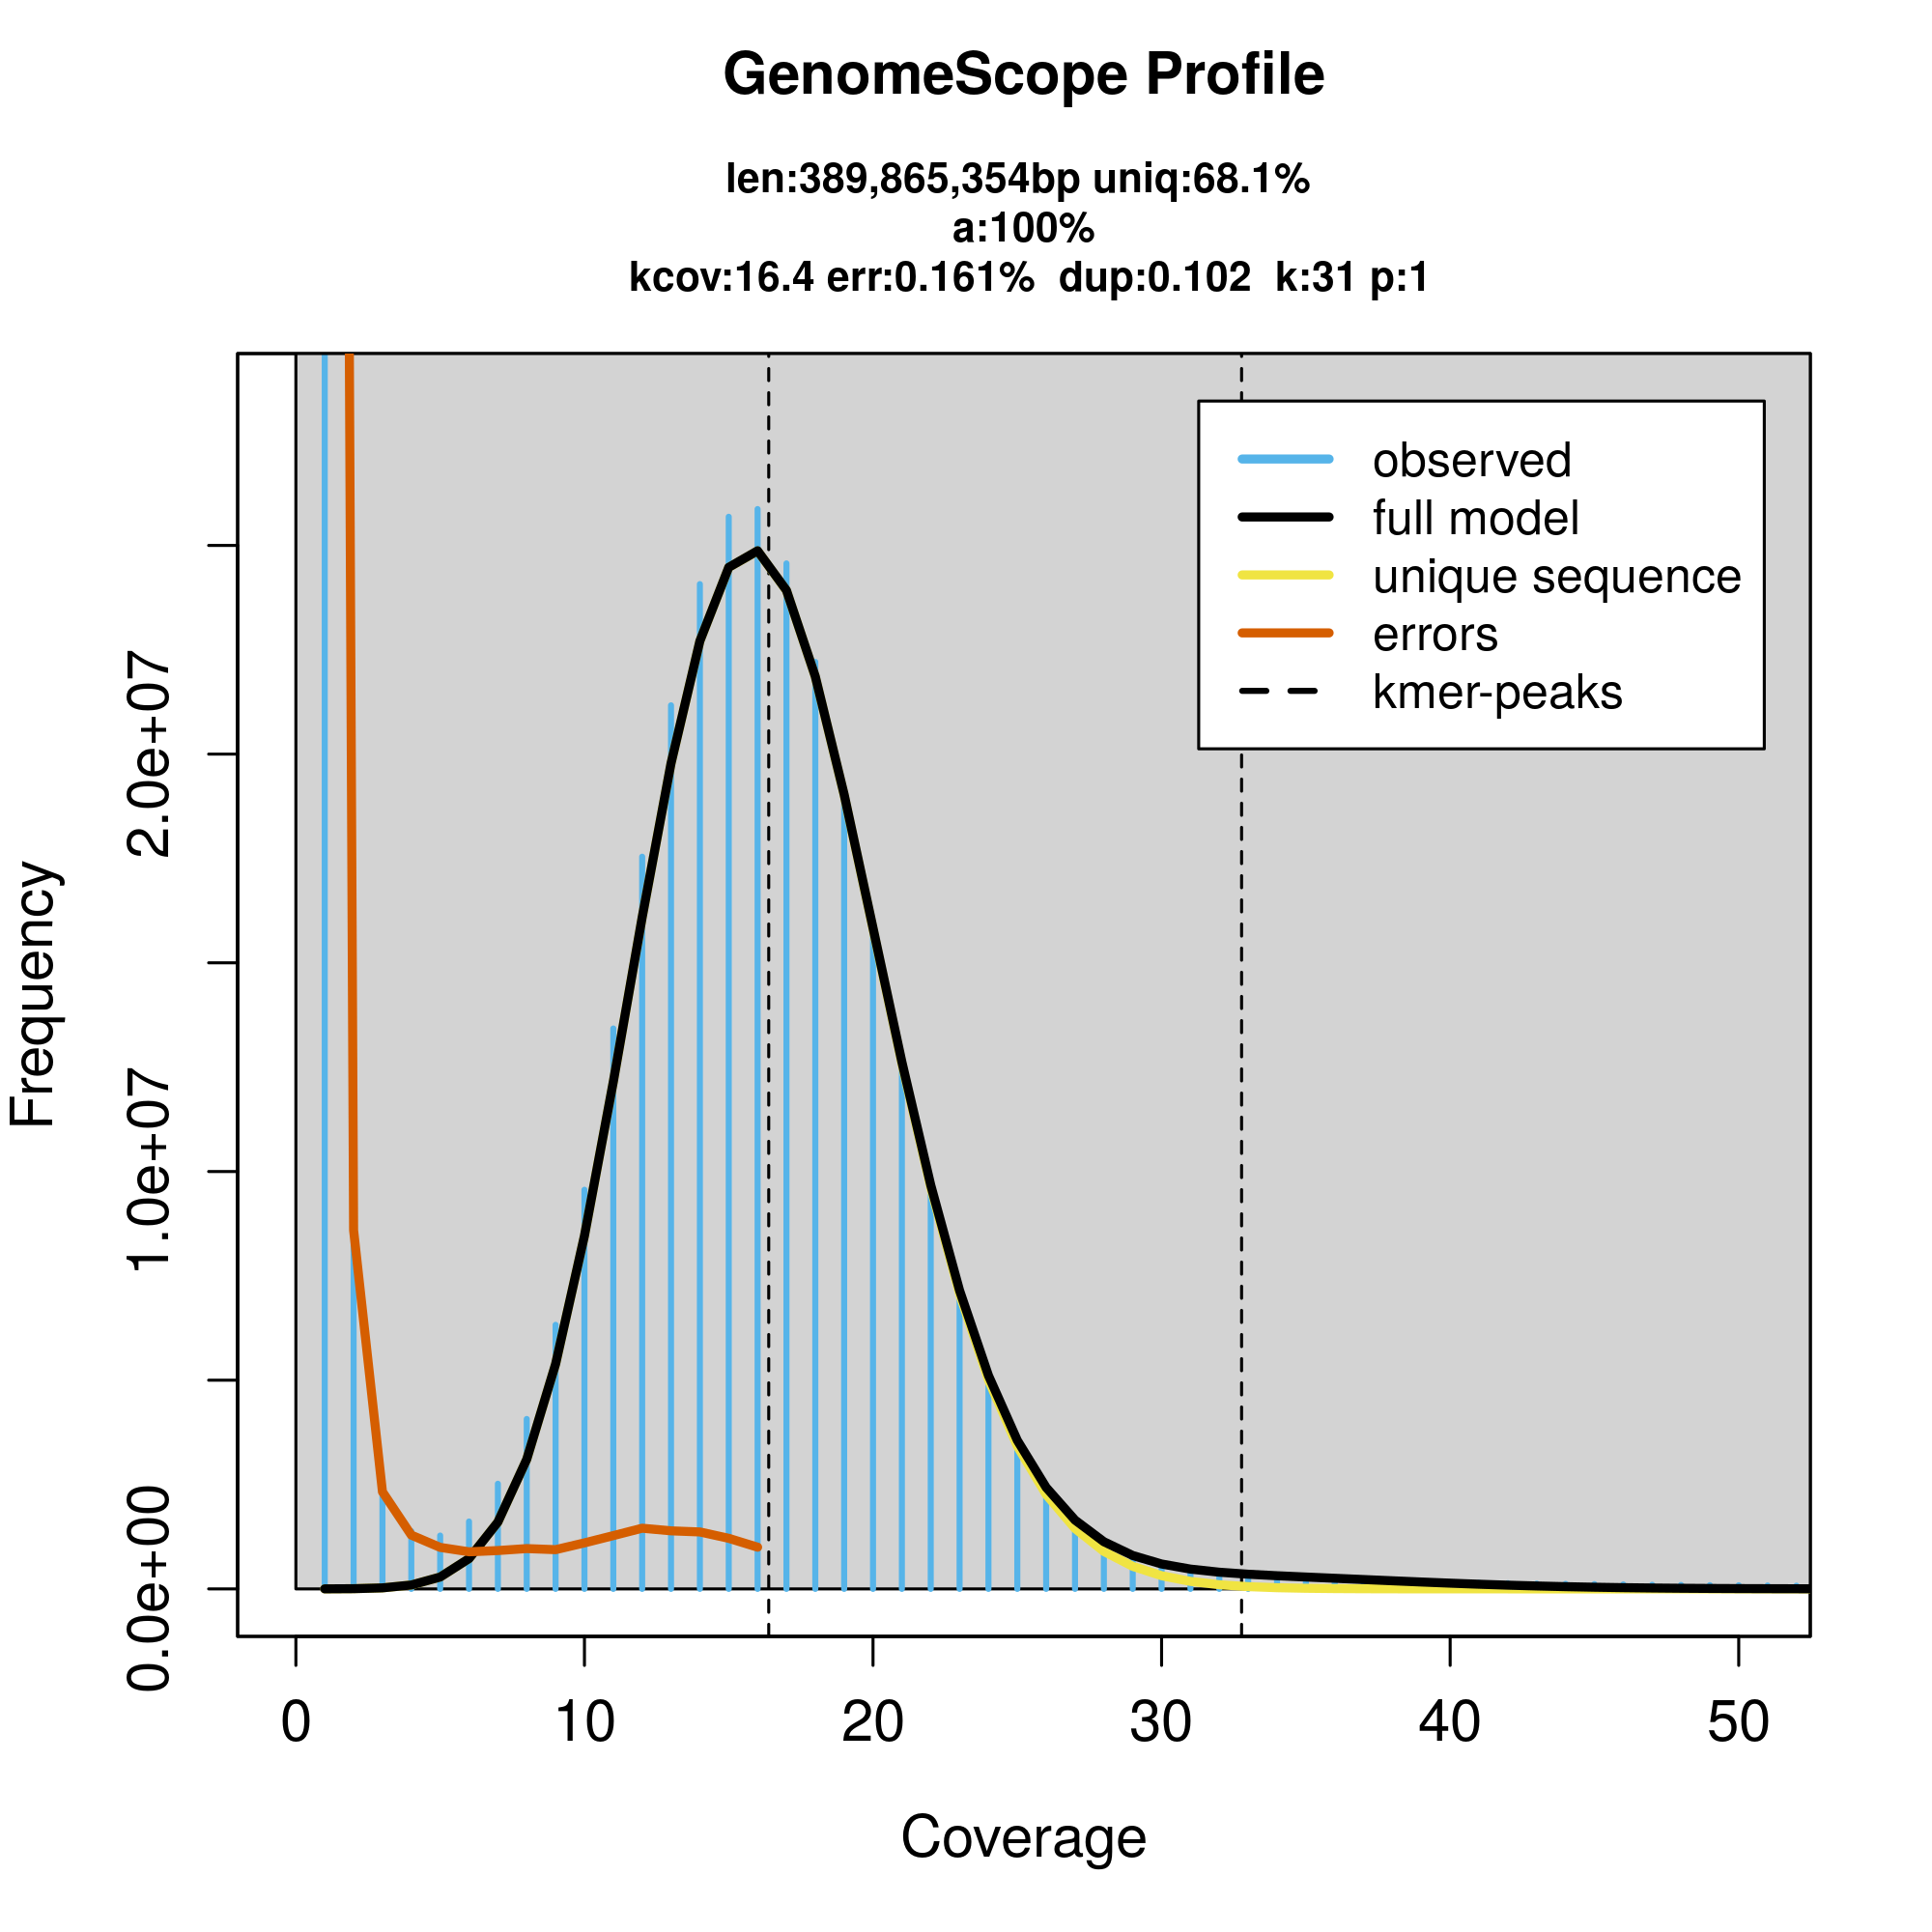 GenomeScope Profile
len:389,865,354bp uniq:68.1%
a:100%
kcov:16.4 err:0.161% dup:0.102 k:31 p:1
observed
full model
unique sequence
errors
kmer-peaks
Frequency
2.0e+07
1.0e+07
0.0e+00
0 10 20 30 40 50
Coverage